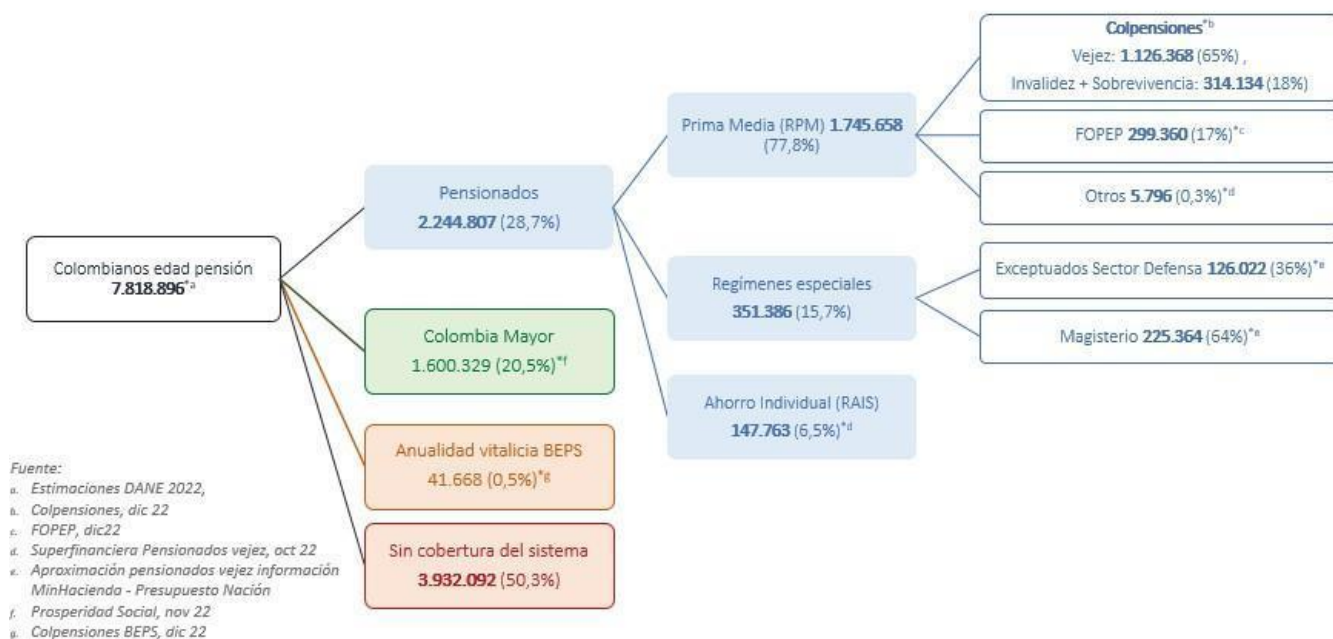 Colombianos edad pensión
7.818.896*a
Pensionados
2.244.807 (28,7%)
Colombia Mayor
1.600.329 (20,5%)*f
Anualidad vitalicia BEPS
41.668 (0,5%)*g
Sin cobertura del sistema
3.932.092 (50,3%)
Prima Media (RPM) 1.745.658
(77,8%)
Regímenes especiales
351.386 (15,7%)
Ahorro Individual (RAIS)
147.763 (6,5%)*d
Colpensiones*b
Vejez: 1.126.368 (65%) ,
Invalidez + Sobrevivencia: 314.134 (18%)
FOPEP 299.360 (17%)*c
Otros 5.796 (0,3%)*d
Exceptuados Sector Defensa 126.022 (36%)*e
Magisterio 225.364 (64%)*e
Fuente:
a. Estimaciones DANE 2022,
b. Colpensiones, dic 22
c. FOPEP, dic22
d. Superfinanciera Pensionados vejez, oct 22
e. Aproximación pensionados vejez información
MinHacienda - Presupuesto Nación
f. Prosperidad Social, nov 22
g. Colpensiones BEPS, dic 22